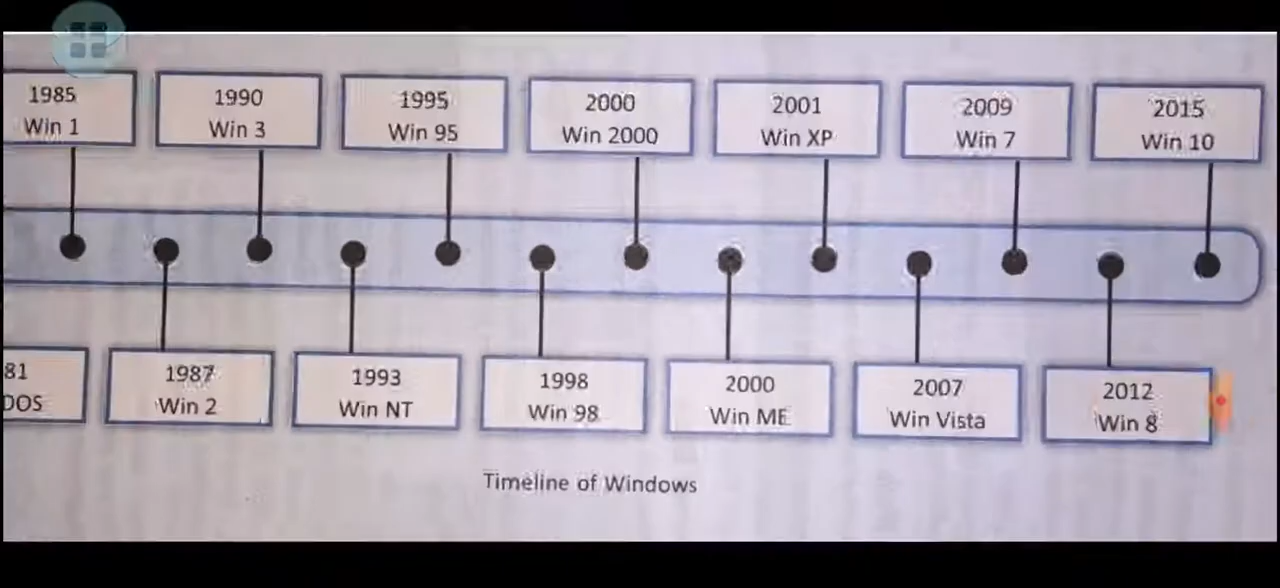 1985
Win 1
1990
Win 3
1995
Win 95
2000
Win 2000
2001
Win XP
2009
Win 7
2015
Win 10
81
DOS
1987
Win 2
1993
Win NT
1998
Win 98
2000
Win ME
2007
Win Vista
2012
Win 8
Timeline of Windows